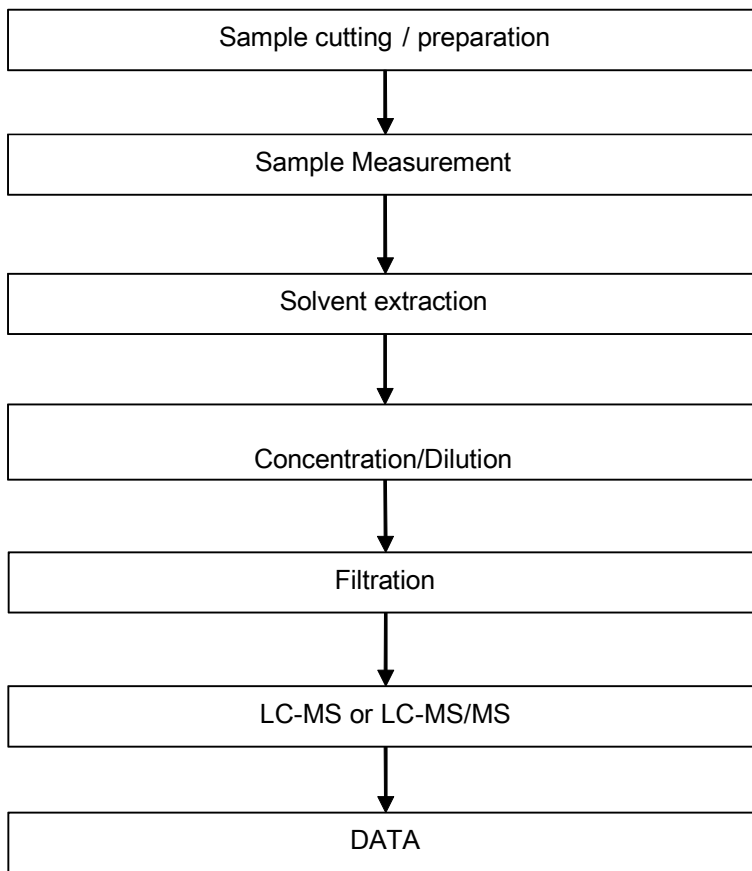 Sample cutting / preparation
Sample Measurement
Solvent extraction
Concentration/Dilution
Filtration
LC-MS or LC-MS/MS
DATA